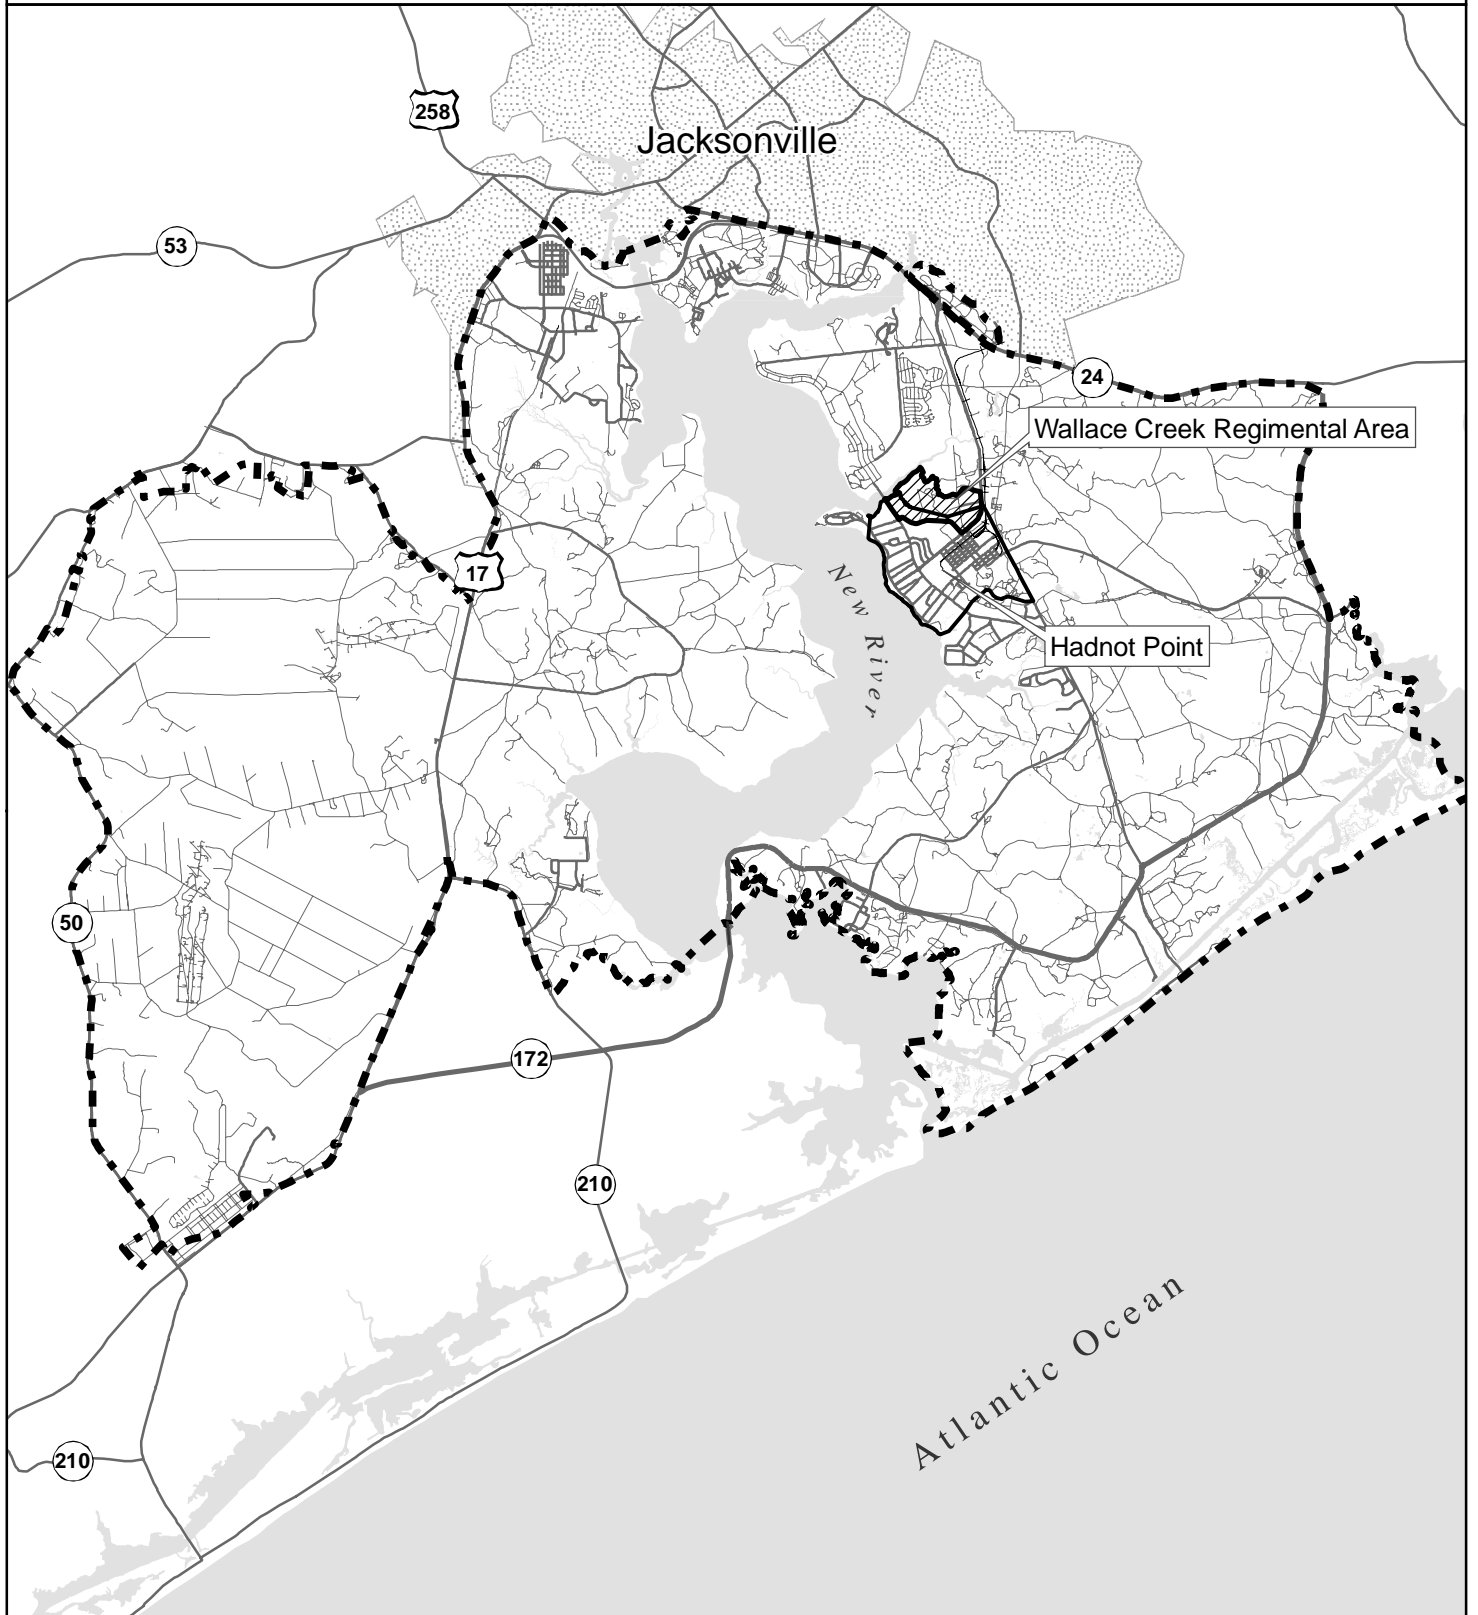 258
Jacksonville
53
24
Wallace Creek Regimental Area
17
New River
Hadnot Point
50
172
210
Atlantic Ocean
210